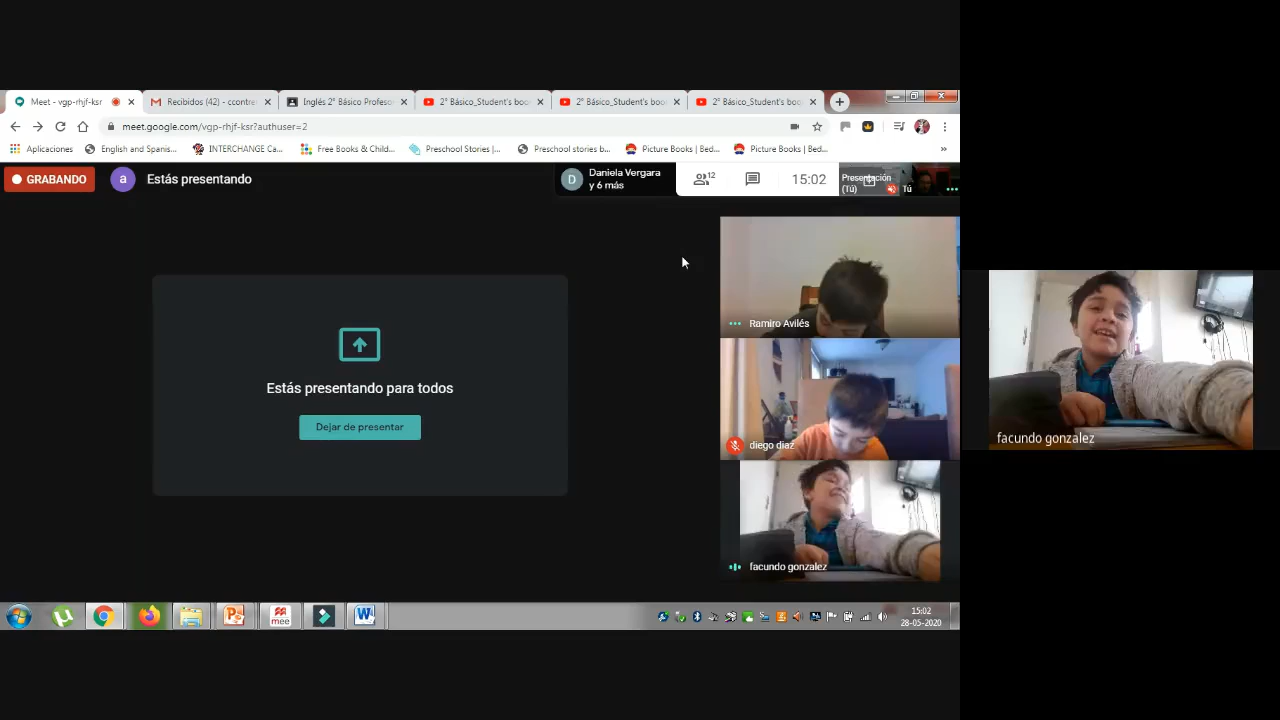 Meet - vgp-rhjf-ksr
Recibidos (42) - ccontre
Inglés 2° Básico Profeso
2° Básico_Student's boo
2° Básico_Student's boo
2° Básico_Student's boo
meet.google.com/vgp-rhjf-ksr?authuser=2
Aplicaciones
English and Spanis...
INTERCHANGE Ca...
Free Books & Child...
Preschool Stories |...
Preschool stories b...
Picture Books | Bed...
Picture Books | Bed...
»
GRABANDO
a
Estás presentando
D
Daniela Vergara
y 6 más
12
15:02
Presentación
(Tú)
Tú
Ramiro Avilés
Estás presentando para todos
Dejar de presentar
diego diaz
facundo gonzalez
facundo gonzalez
mee
15:02
28-05-2020